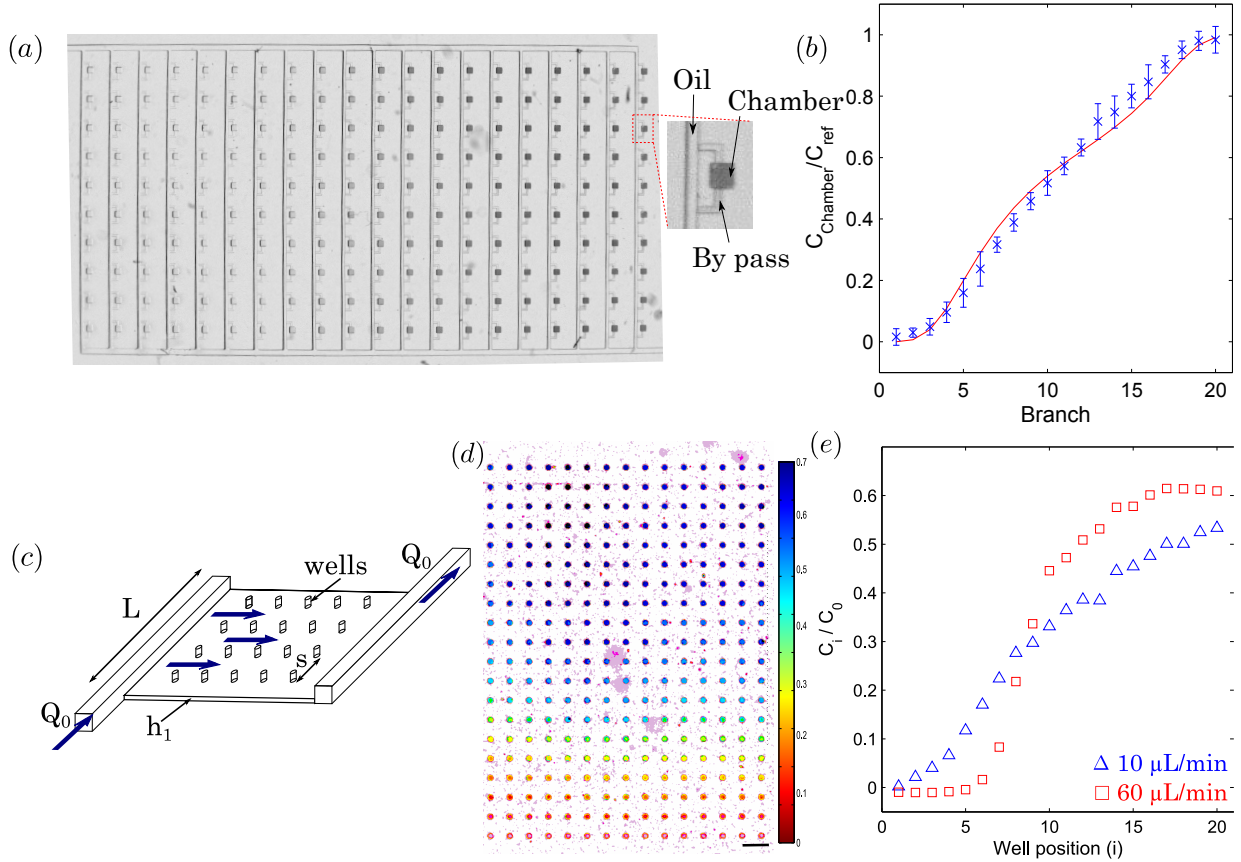 (a)
Oil
Chamber
By pass
(b)
C_Chamber/C_ref
1
0.8
0.6
0.4
0.2
0
0
5
10
15
20
Branch
(c)
Q_0
L
Q_0
wells
s
h_1
(d)
0.7
0.6
0.5
0.4
0.3
0.2
0.1
0
(e)
C_i / C_0
0.6
0.5
0.4
0.3
0.2
0.1
0
0
5
10
15
20
Well position (i)
10 µL/min
60 µL/min